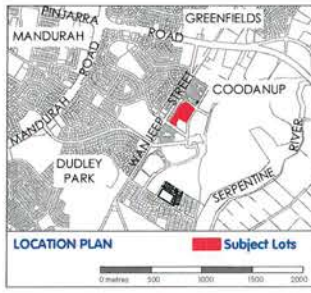 PINJARRA
GREENFIELDS
MANDURAH
ROAD
ROAD
STREET
COODANUP
MANDURAH
ROAD
WANJEEP
RIVER
DUDLEY
PARK
SERPENTINE
LOCATION PLAN
Subject Lots
0 metres 500 1000 1500 2000